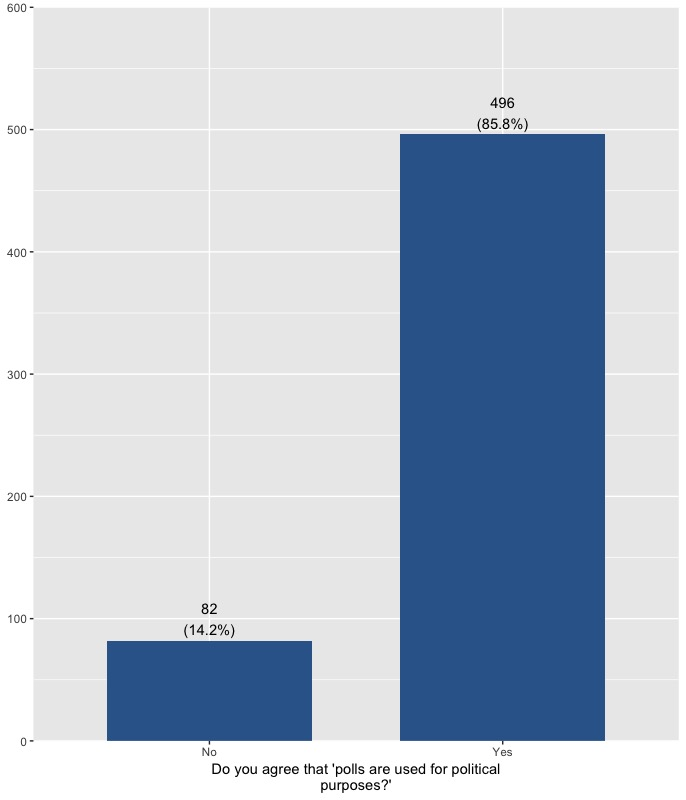 600
500
400
300
200
100
0
496
(85.8%)
82
(14.2%)
No
Yes
Do you agree that 'polls are used for political
purposes?'